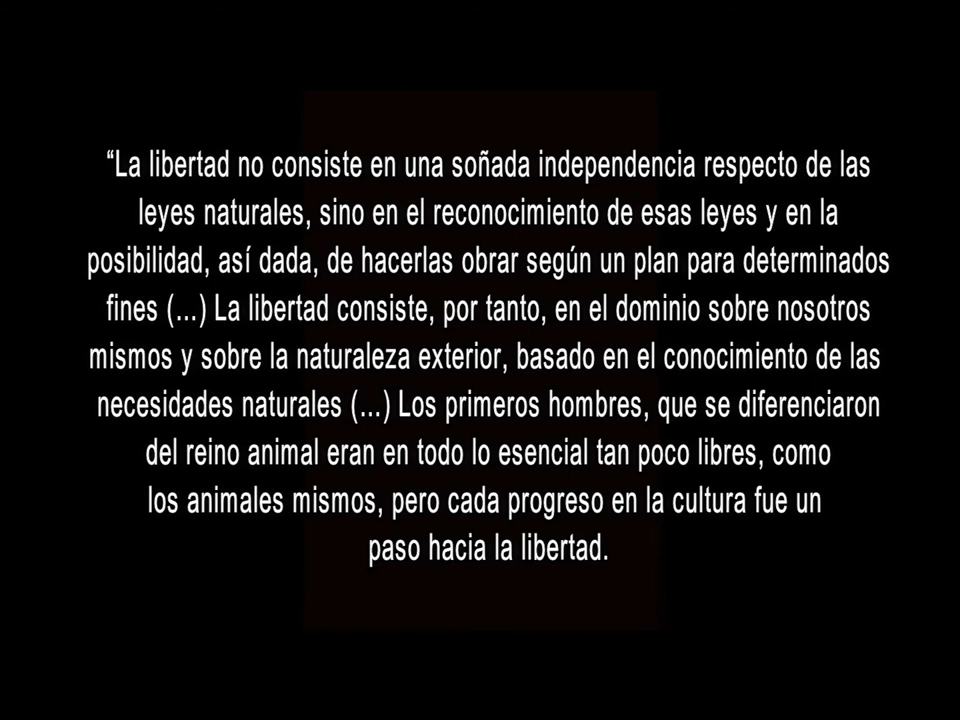 “La libertad no consiste en una soñada independencia respecto de las
leyes naturales, sino en el reconocimiento de esas leyes y en la
posibilidad, así dada, de hacerlas obrar según un plan para determinados
fines (...) La libertad consiste, por tanto, en el dominio sobre nosotros
mismos y sobre la naturaleza exterior, basado en el conocimiento de las
necesidades naturales (...) Los primeros hombres, que se diferenciaron
del reino animal eran en todo lo esencial tan poco libres, como
los animales mismos, pero cada progreso en la cultura fue un
paso hacia la libertad.